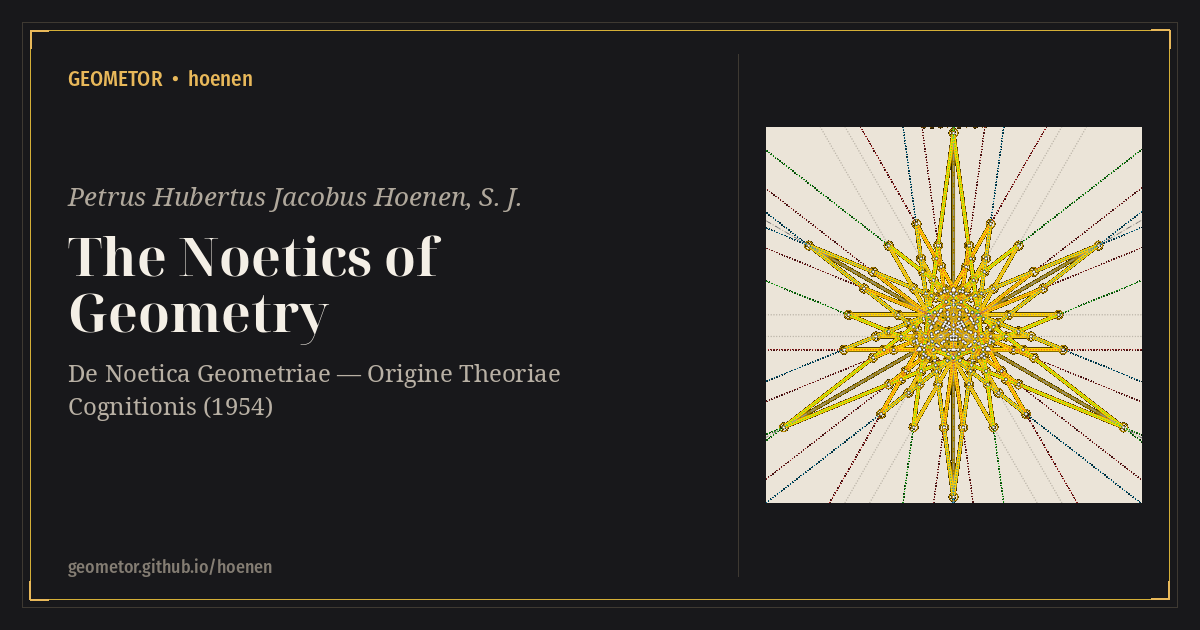 GEOMETOR • hoenen
Petrus Hubertus Jacobus Hoenen, S. J.
The Noetics of
Geometry
De Noetica Geometriae — Origine Theoriae
Cognitionis (1954)
geometor.github.io/hoenen